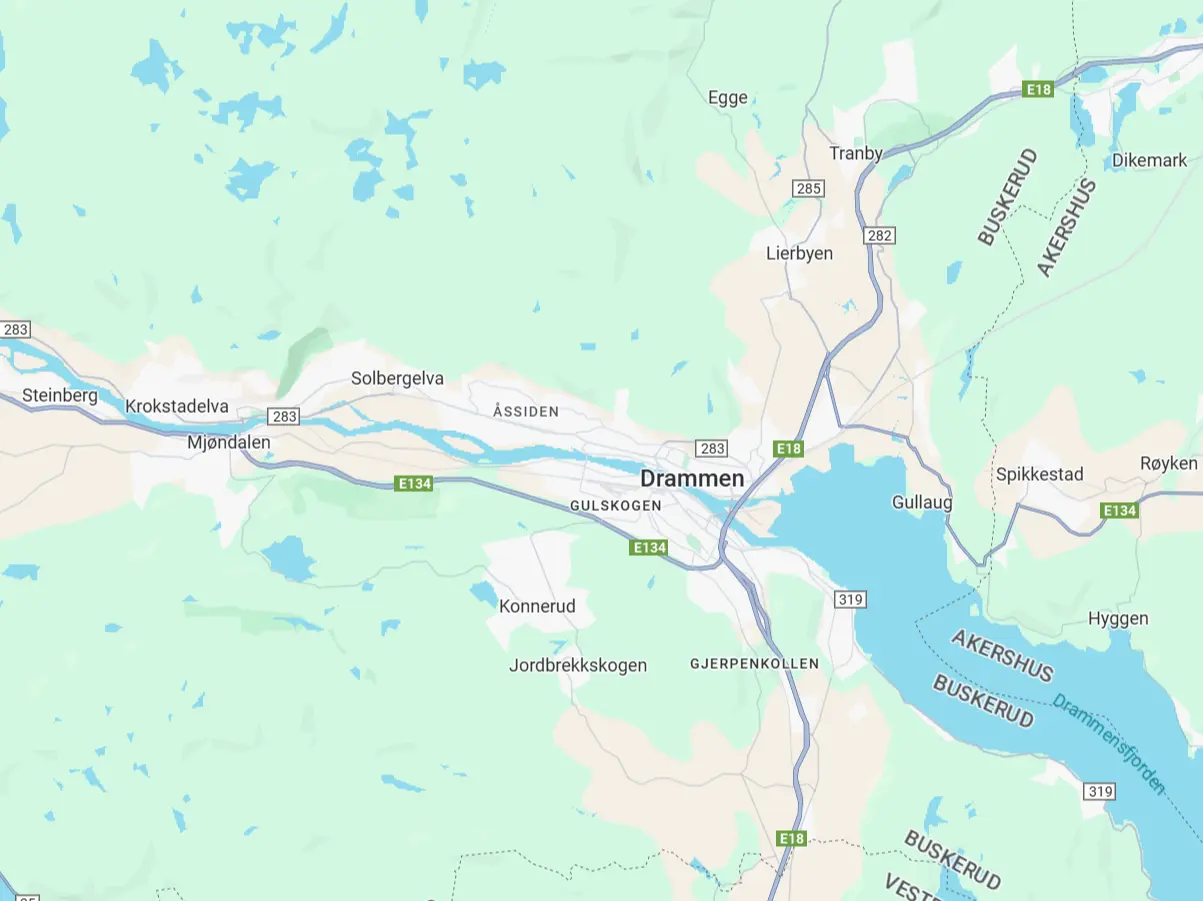 E18
Egge
Tranby
Dikemark
285
BUSKERUD
AKERSHUS
282
Lierbyen
283
Solbergelva
Steinberg
Krokstadelva
283
ÅSSIDEN
Mjøndalen
283
E18
Drammen
Røyken
Spikkestad
E134
GULSKOGEN
Gullaug
E134
E134
319
Konnerud
Hyggen
AKERSHUS
Jordbrekkskogen
GJERPENKOLLEN
BUSKERUD
Drammensfjorden
319
E18
BUSKERUD